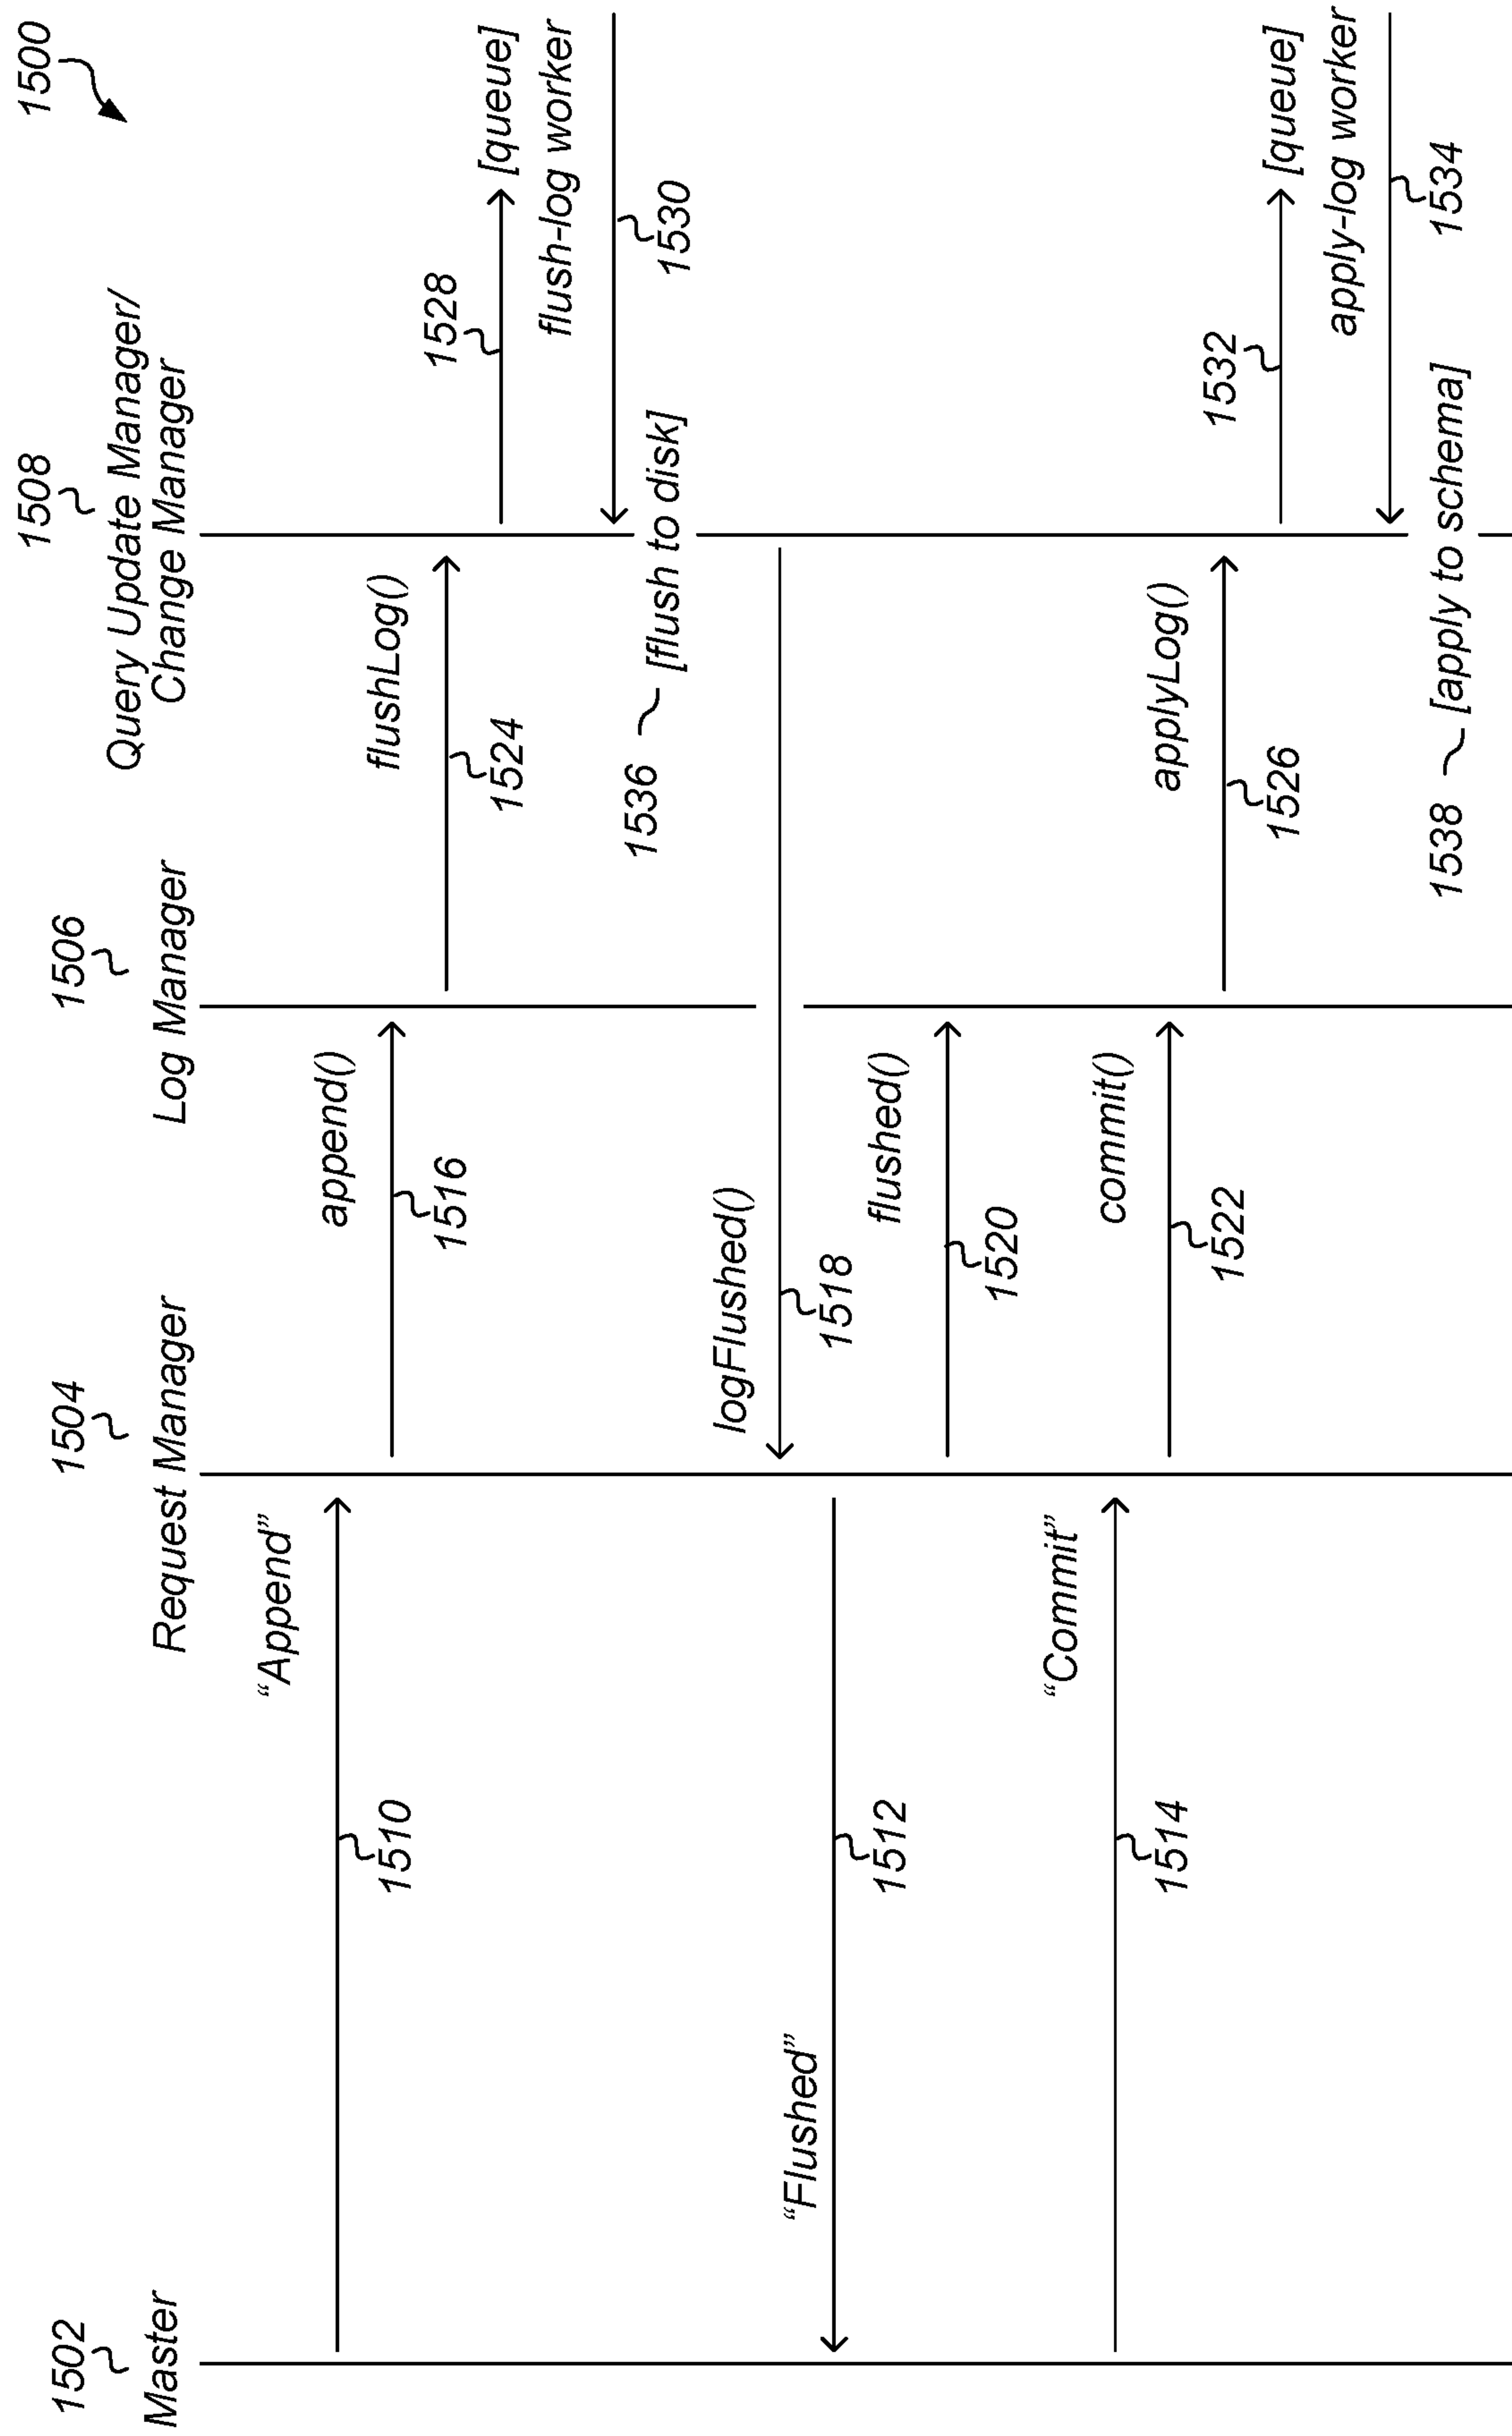 1500
1502
Master
1504
Request Manager
1506
Log Manager
1508
Query Update Manager/
Change Manager
“Append”
1510
append()
1516
flushLog()
1524
1528
[queue]
flush-log worker
1530
1536
[flush to disk]
logFlushed()
1518
“Flushed”
1512
flushed()
1520
“Commit”
1514
commit()
1522
applyLog()
1526
1532
[queue]
apply-log worker
1534
1538
[apply to schema]